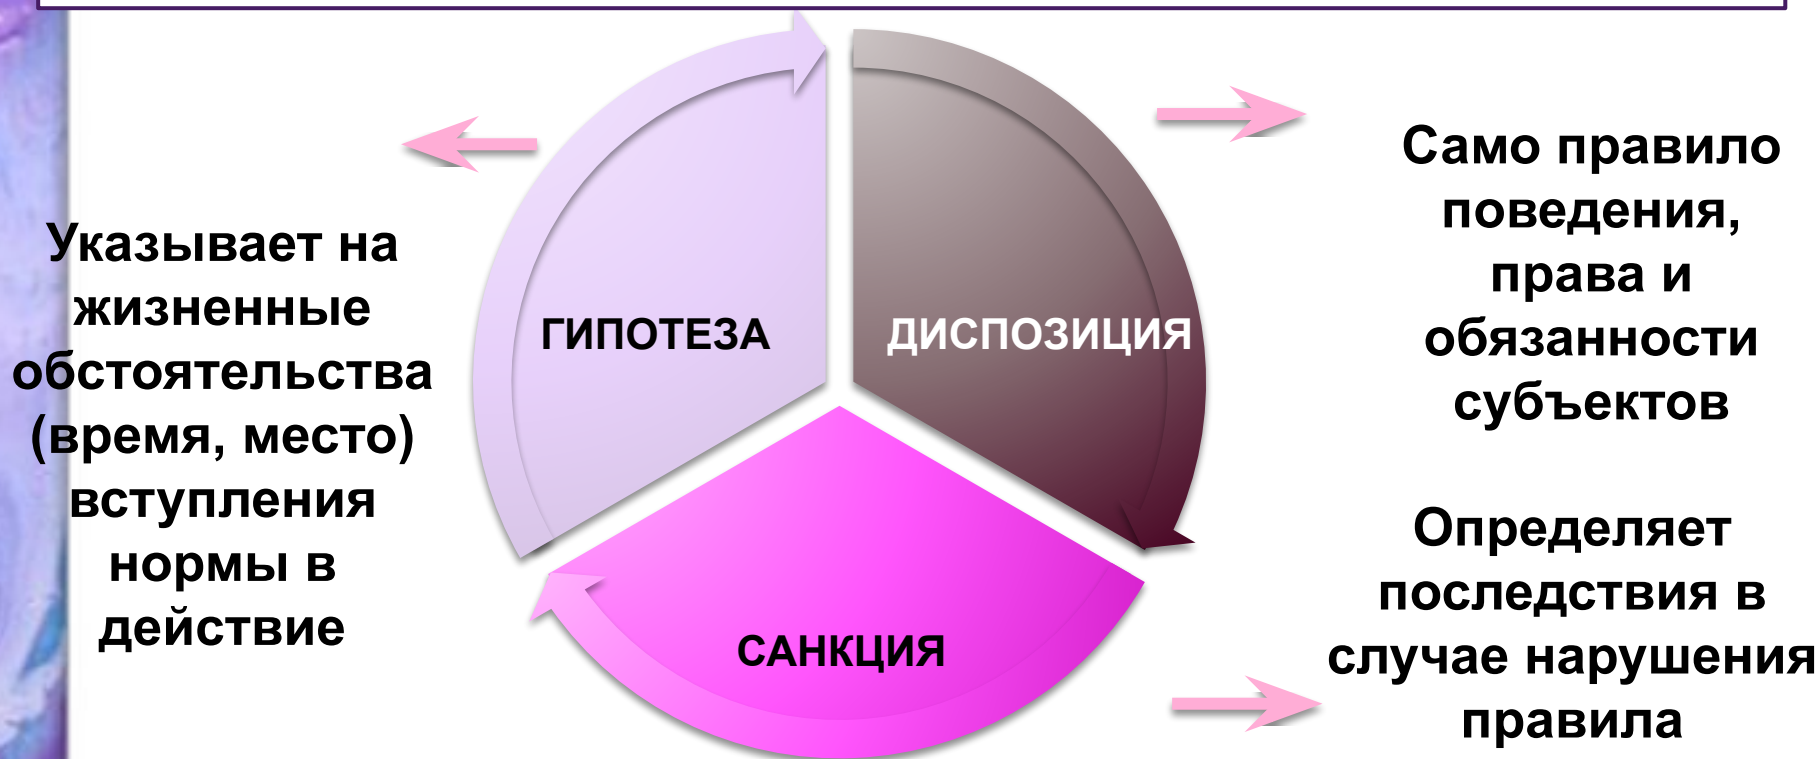 Указывает на
жизненные
обстоятельства
(время, место)
вступления
нормы в
действие
ГИПОТЕЗА
ДИСПОЗИЦИЯ
САНКЦИЯ
Само правило
поведения,
права и
обязанности
субъектов
Определяет
последствия в
случае нарушения
правила